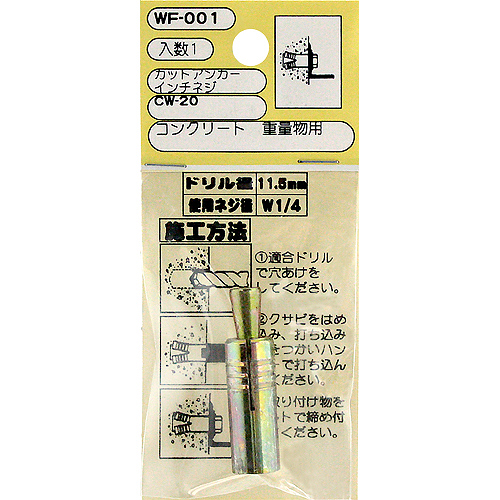 WF-001
入数1
カットアンカー
インチネジ
CW-20
コンクリート 重量物用
ドリル径 11.5mm
使用ネジ径 W1/4
施工方法
①適合ドリル
で穴あけを
してください。
②クサビをはめ
込み、打ち込み
をつかいハン
で打ち込ん
ください。
取り付け物を
ットで締め付
ください。